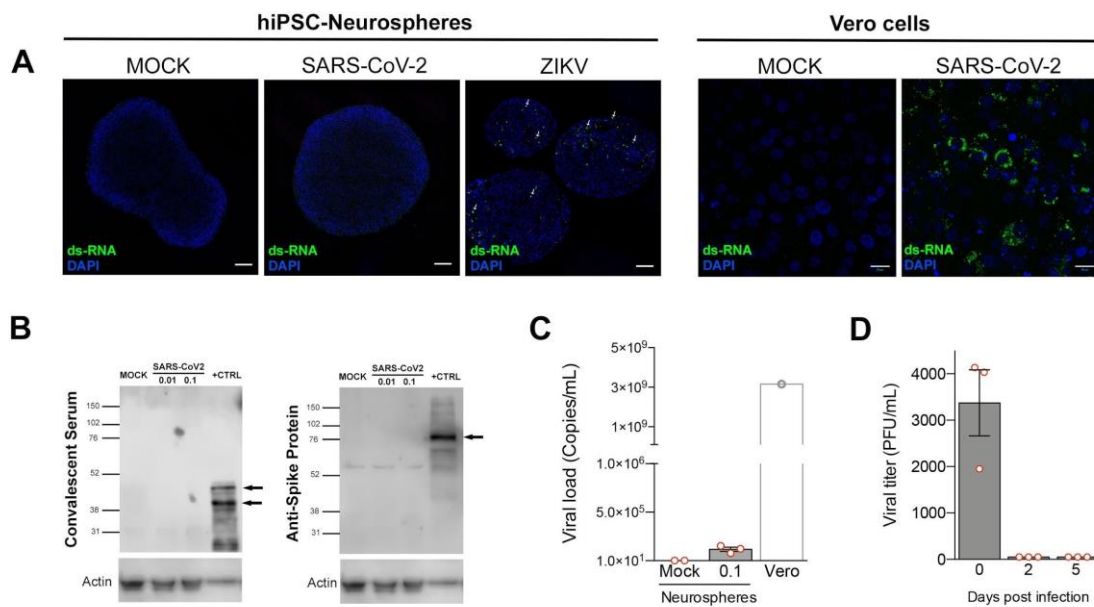 hiPSC-Neurospheres
Vero cells
A
MOCK
SARS-CoV-2
ZIKV
MOCK
SARS-CoV-2
ds-RNA
DAPI
ds-RNA
DAPI
ds-RNA
DAPI
ds-RNA
DAPI
ds-RNA
DAPI
B
Convalescent Serum
MOCK
SARS-CoV2
0.01 0.1
+CTRL
150
102
76
52
38
31
Actin
Anti-Spike Protein
MOCK
SARS-CoV2
0.01 0.1
+CTRL
150
102
76
52
38
31
Actin
C
Viral load (Copies/mL)
5×10⁹
3×10⁹
1×10⁹
1.0×10⁶
5.0×10⁵
1.0×10¹
Mock 0.1 Vero
Neurospheres
D
Viral titer (PFU/mL)
4000
3000
2000
1000
0
0 2 5
Days post infection